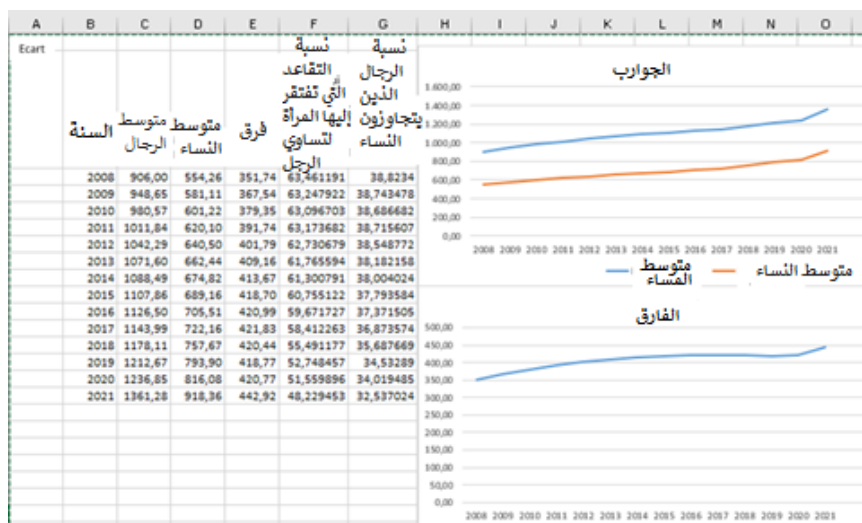 A B C D E F G H I J K L M N O
Ecart
السنة
متوسط الرجال
متوسط النساء
فرق
نسبة التقاعد التي تفتقر إليها المرأة لتساوي الرجل
نسبة الرجال الذين يتجاوزون النساء
2008 906,00 554,26 351,74 63,461191 38,8234
2009 948,65 581,11 367,54 63,247922 38,743478
2010 980,57 601,22 379,35 63,096703 38,686682
2011 1011,84 620,10 391,74 63,173682 38,715607
2012 1042,29 640,50 401,79 62,730679 38,548772
2013 1071,60 662,44 409,16 61,765594 38,182158
2014 1088,49 674,82 413,67 61,300791 38,004024
2015 1107,86 689,16 418,70 60,755122 37,793584
2016 1126,50 705,51 420,99 59,671727 37,371505
2017 1143,99 722,16 421,83 58,412263 36,873574
2018 1178,11 757,67 420,44 55,491177 35,687669
2019 1212,67 793,90 418,77 52,748457 34,53289
2020 1236,85 816,08 420,77 51,559896 34,019485
2021 1361,28 918,36 442,92 48,229453 32,537024
الجوارب
1.600,00
1.400,00
1.200,00
1.000,00
800,00
600,00
400,00
200,00
0,00
2008 2009 2010 2011 2012 2013 2014 2015 2016 2017 2018 2019 2020 2021
متوسط المساء
متوسط النساء
الفارق
500,00
450,00
400,00
350,00
300,00
250,00
200,00
150,00
100,00
50,00
0,00
2008 2009 2010 2011 2012 2013 2014 2015 2016 2017 2018 2019 2020 2021